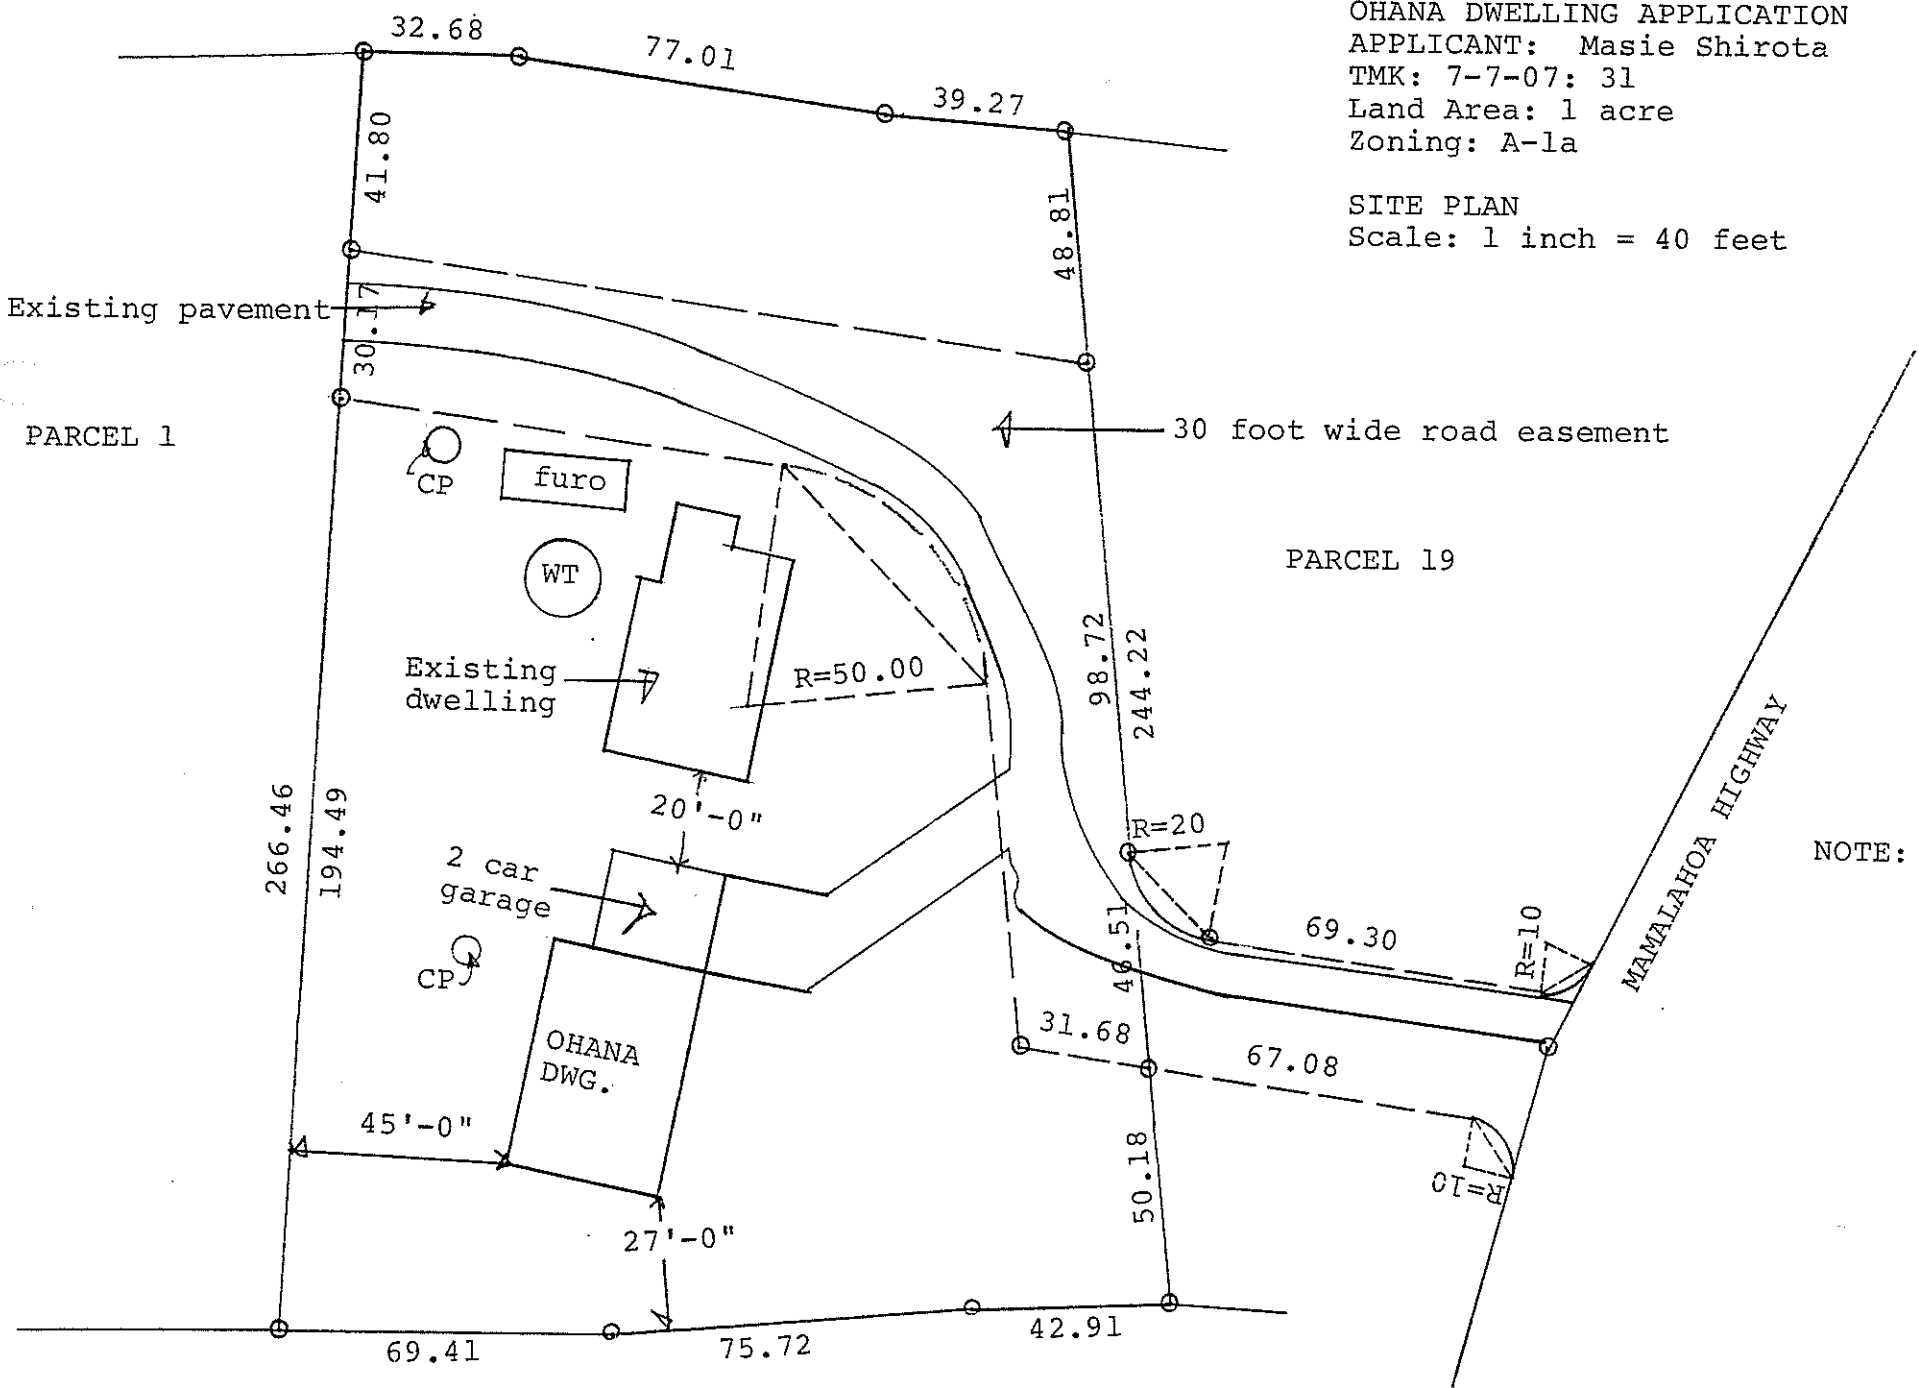 OHANA DWELLING APPLICATION
APPLICANT: Masie Shirota
TMK: 7-7-07: 31
Land Area: 1 acre
Zoning: A-1a
SITE PLAN
Scale: 1 inch = 40 feet
32.68
77.01
39.27
41.80
48.81
Existing pavement
30.17
PARCEL 1
30 foot wide road easement
CP
furo
WT
PARCEL 19
Existing
dwelling
R=50.00
98.72
244.22
266.46
194.49
20'-0"
2 car
garage
R=20
MAMALAHOA HIGHWAY
NOTE:
CP
46.51
69.30
R=10
OHANA
DWG.
31.68
67.08
45'-0"
50.18
R=10
27'-0"
69.41
75.72
42.91